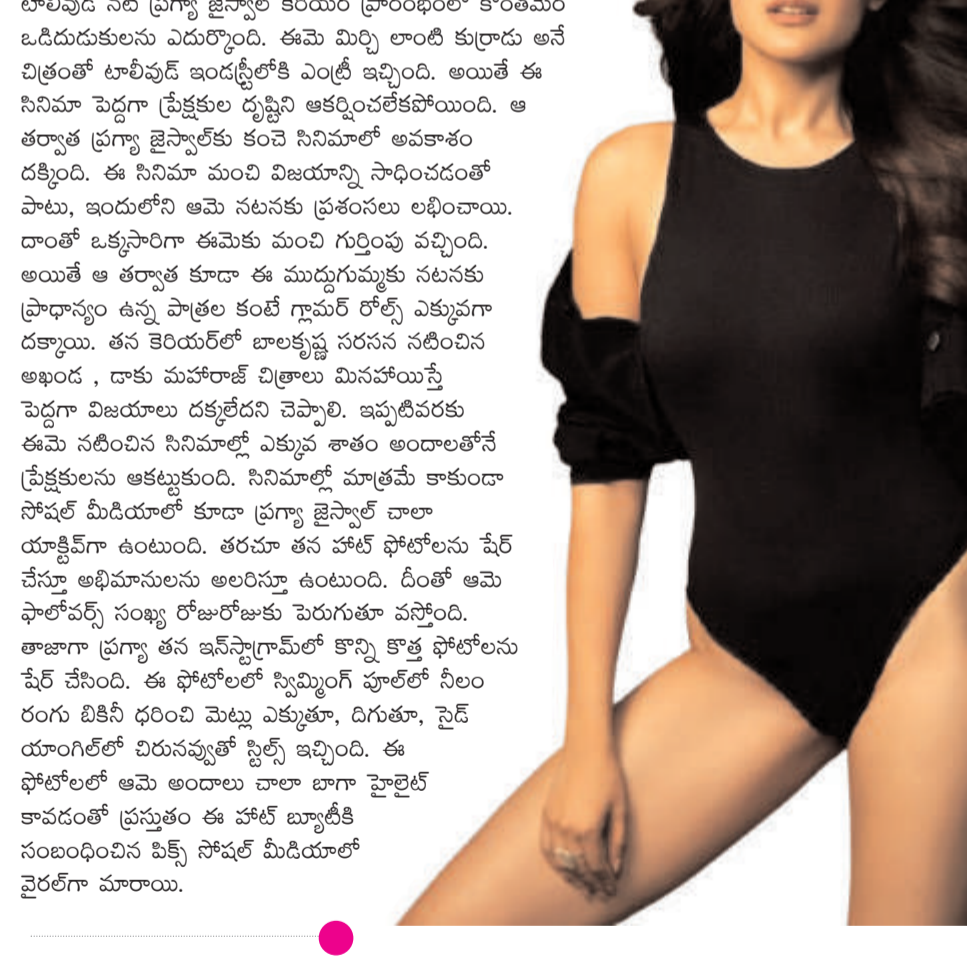 టాలీవుడ్ నటి ప్రగ్యా జైస్వాల్ కెరియర్ ప్రారంభంలో కొంతమేర
ఒడిదుడుకులను ఎదుర్కొంది. ఈమె మిర్చి లాంటి కుర్రాడు అనే
చిత్రంతో టాలీవుడ్ ఇండస్ట్రీలోకి ఎంట్రీ ఇచ్చింది. అయితే ఈ
సినిమా పెద్దగా ప్రేక్షకుల దృష్టిని ఆకర్షించలేకపోయింది. ఆ
తర్వాత ప్రగ్యా జైస్వాల్‌కు కంచె సినిమాలో అవకాశం
దక్కింది. ఈ సినిమా మంచి విజయాన్ని సాధించడంతో
పాటు, ఇందులోని ఆమె నటనకు ప్రశంసలు లభించాయి.
దాంతో ఒక్కసారిగా ఈమెకు మంచి గుర్తింపు వచ్చింది.
అయితే ఆ తర్వాత కూడా ఈ ముద్దుగుమ్మకు నటనకు
ప్రాధాన్యం ఉన్న పాత్రల కంటే గ్లామర్ రోల్స్ ఎక్కువగా
దక్కాయి. తన కెరియర్‌లో బాలకృష్ణ సరసన నటించిన
అఖండ , డాకు మహారాజ్ చిత్రాలు మినహాయిస్తే
పెద్దగా విజయాలు దక్కలేదని చెప్పాలి. ఇప్పటివరకు
ఈమె నటించిన సినిమాల్లో ఎక్కువ శాతం అందాలతోనే
ప్రేక్షకులను ఆకట్టుకుంది. సినిమాల్లో మాత్రమే కాకుండా
సోషల్ మీడియాలో కూడా ప్రగ్యా జైస్వాల్ చాలా
యాక్టివ్‌గా ఉంటుంది. తరచూ తన హాట్ ఫోటోలను షేర్
చేస్తూ అభిమానులను అలరిస్తూ ఉంటుంది. దీంతో ఆమె
ఫాలోవర్స్ సంఖ్య రోజురోజుకు పెరుగుతూ వస్తోంది.
తాజాగా ప్రగ్యా తన ఇన్‌స్టాగ్రామ్‌లో కొన్ని కొత్త ఫోటోలను
షేర్ చేసింది. ఈ ఫోటోలలో స్విమ్మింగ్ పూల్‌లో నీలం
రంగు బికినీ ధరించి మెట్లు ఎక్కుతూ, దిగుతూ, సైడ్
యాంగిల్‌లో చిరునవ్వుతో స్టిల్స్ ఇచ్చింది. ఈ
ఫోటోలలో ఆమె అందాలు చాలా బాగా హైలైట్
కావడంతో ప్రస్తుతం ఈ హాట్ బ్యూటీకి
సంబంధించిన పిక్స్ సోషల్ మీడియాలో
వైరల్‌గా మారాయి.